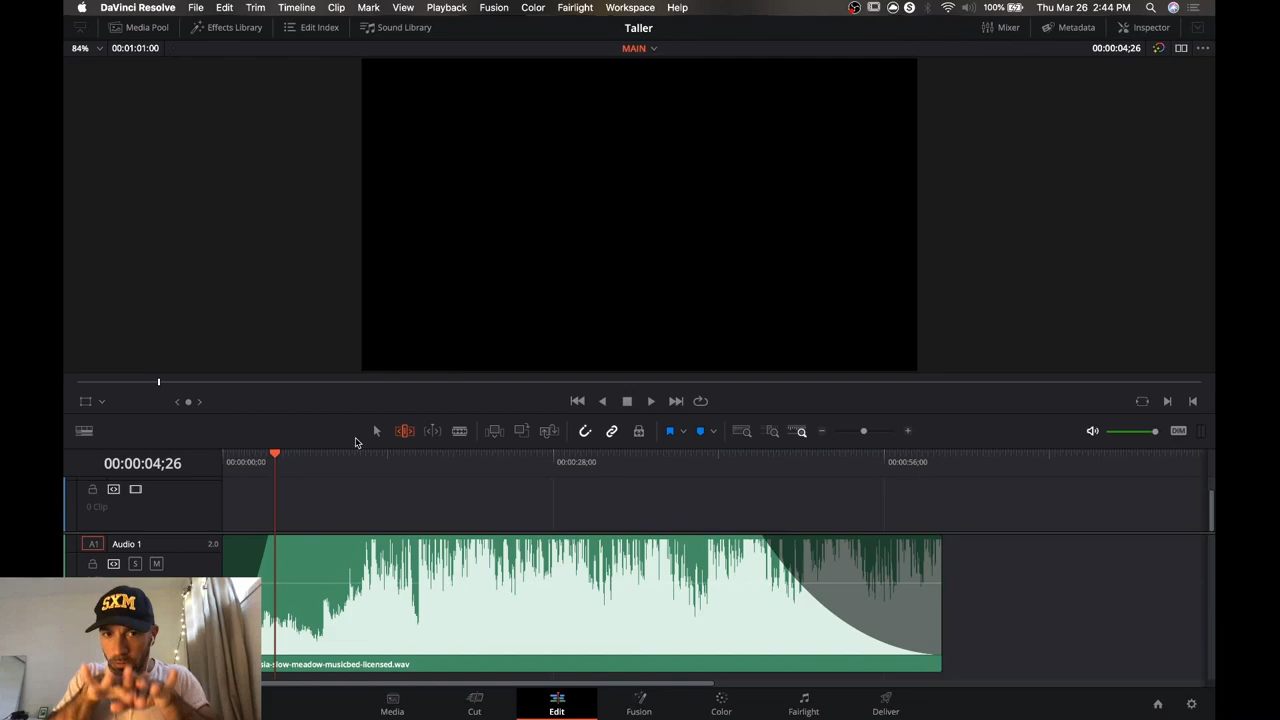 DaVinci Resolve File Edit Trim Timeline Clip Mark View Playback Fusion Color Fairlight Workspace Help 100% Thu Mar 26 2:44 PM
Media Pool Effects Library Edit Index Sound Library Taller Mixer Metadata Inspector
84% 00:01:01:00 MAIN 00:00:04;26
DIM
00:00:04;26 00:00:00;00 00:00:28;00 00:00:56;00
0 Clip
A1 Audio 1 2.0
S M
SXM
sia-slow-meadow-musicbed-licensed.wav
Media Cut Edit Fusion Color Fairlight Deliver